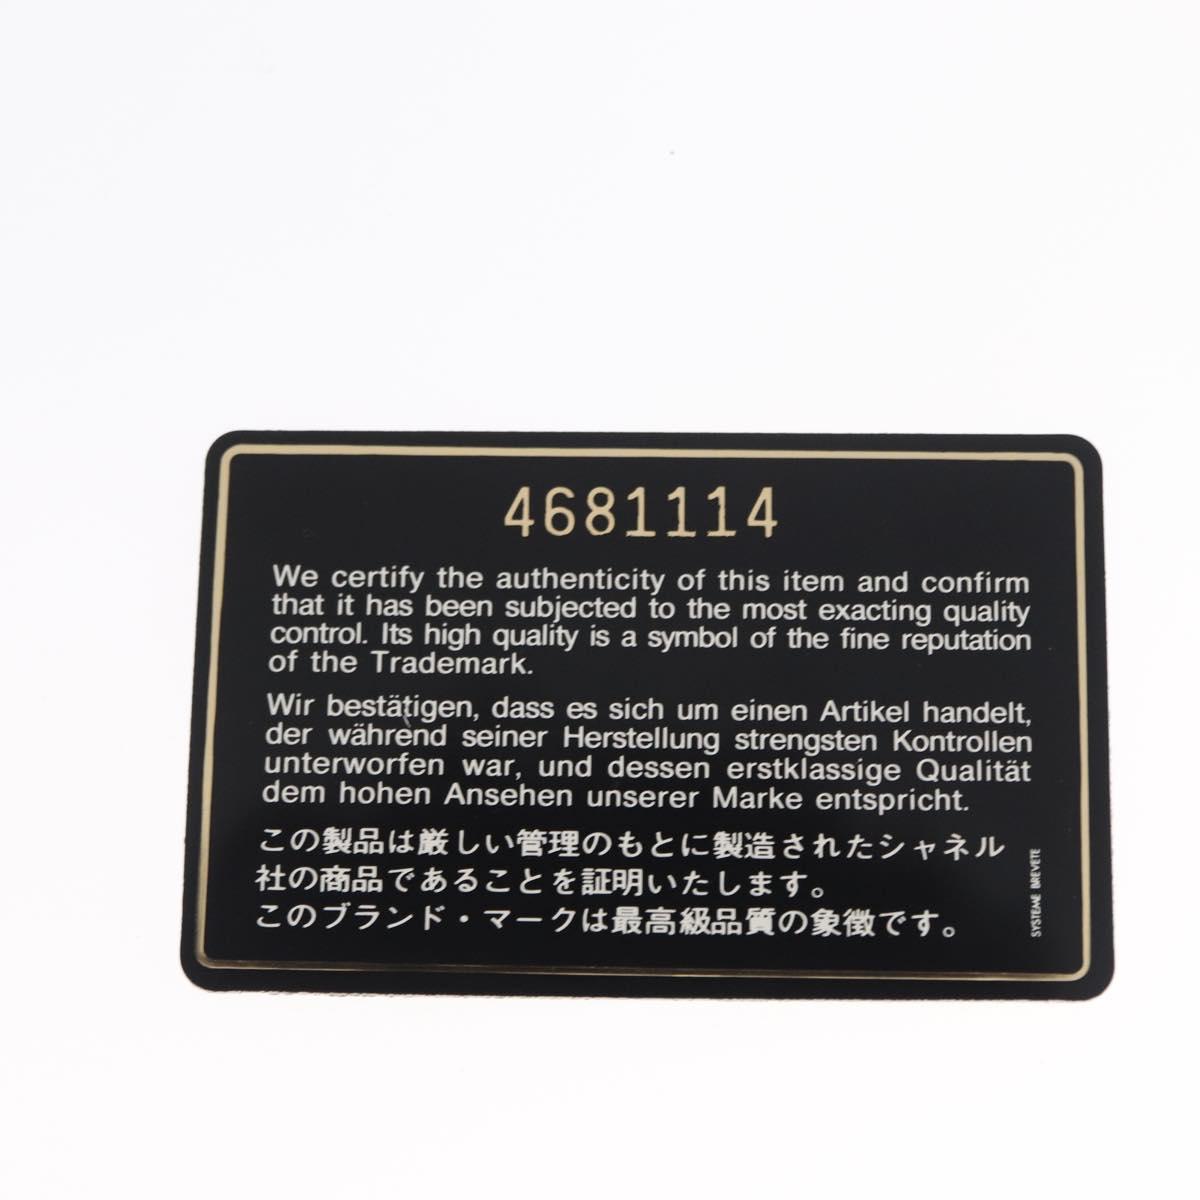 4681114
We certify the authenticity of this item and confirm
that it has been subjected to the most exacting quality
control. Its high quality is a symbol of the fine reputation
of the Trademark.
Wir bestätigen, dass es sich um einen Artikel handelt,
der während seiner Herstellung strengsten Kontrollen
unterworfen war, und dessen erstklassige Qualität
dem hohen Ansehen unserer Marke entspricht.
この製品は厳しい管理のもとに製造されたシャネル
社の商品であることを証明いたします。
このブランド・マークは最高級品質の象徴です。
SYSTEME BREVETE